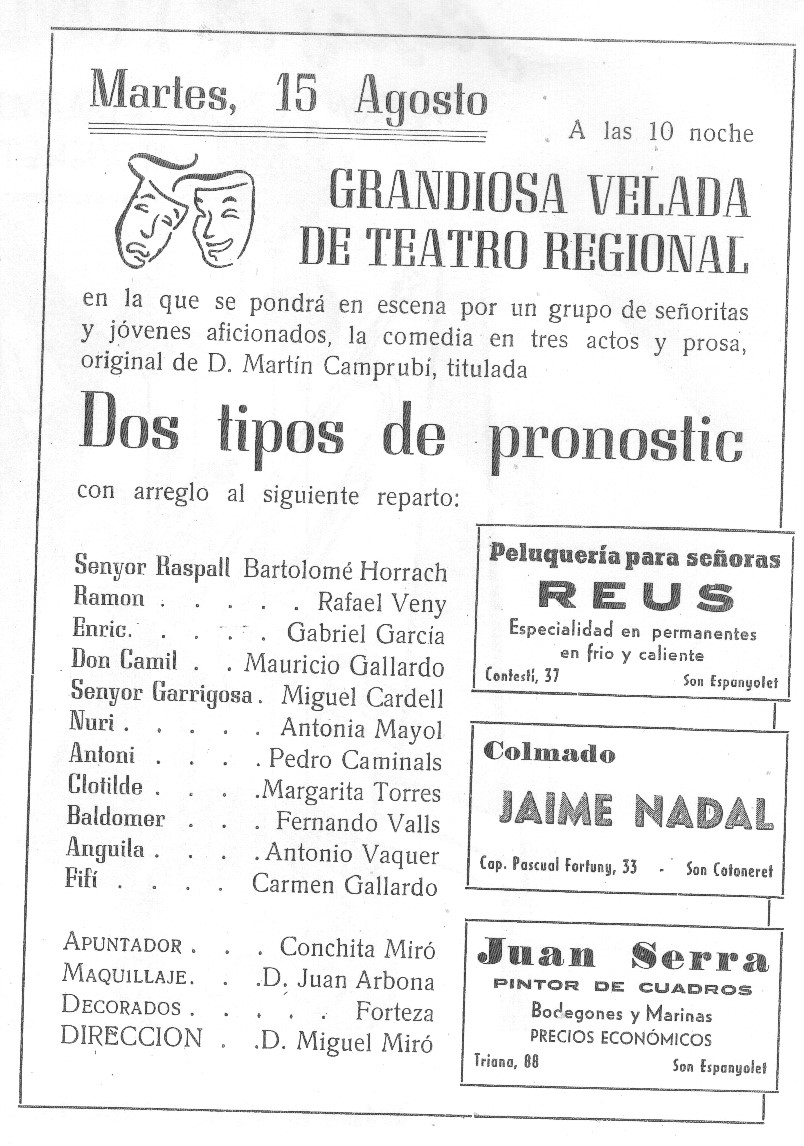 Martes, 15 Agosto
A las 10 noche
GRANDIOSA VELADA
DE TEATRO REGIONAL
en la que se pondrá en escena por un grupo de señoritas
y jóvenes aficionados, la comedia en tres actos y prosa,
original de D. Martín Camprubí, titulada
Dos tipos de pronostic
con arreglo al siguiente reparto:
Senyor Raspall Bartolomé Horrach
Ramon . . . . . Rafael Veny
Enric. . . . . Gabriel García
Don Camil . . Mauricio Gallardo
Senyor Garrigosa. Miguel Cardell
Nuri . . . . . Antonia Mayol
Antoni . . . . Pedro Caminals
Clotilde . . . .Margarita Torres
Baldomer . . . Fernando Valls
Anguila . . . .Antonio Vaquer
Fifí . . . . Carmen Gallardo
APUNTADOR . . . Conchita Miró
MAQUILLAJE. . .D. Juan Arbona
DECORADOS . . . . . Forteza
DIRECCION . .D. Miguel Miró
Peluquería para señoras
REUS
Especialidad en permanentes
en frio y caliente
Contestí, 37 Son Espanyolet
Colmado
JAIME NADAL
Cap. Pascual Fortuny, 33 - Son Cotoneret
Juan Serra
PINTOR DE CUADROS
Bodegones y Marinas
PRECIOS ECONÓMICOS
Triana, 88 Son Espanyolet